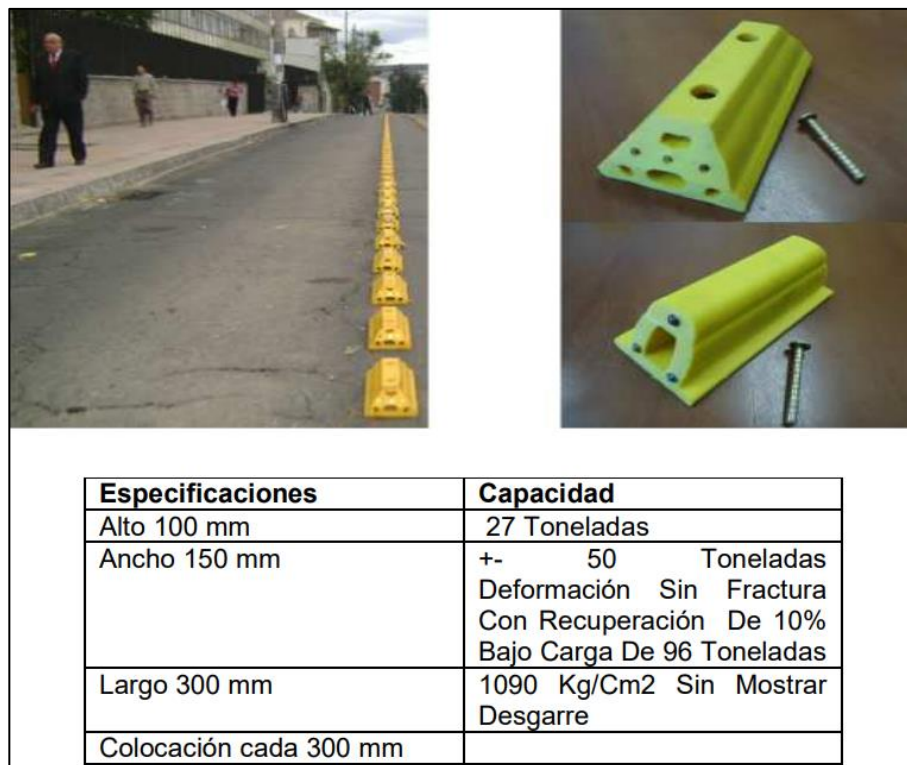 Especificaciones Capacidad
Alto 100 mm 27 Toneladas
Ancho 150 mm +- 50 Toneladas
Deformación Sin Fractura
Con Recuperación De 10%
Bajo Carga De 96 Toneladas
Largo 300 mm 1090 Kg/Cm2 Sin Mostrar
Desgarre
Colocación cada 300 mm